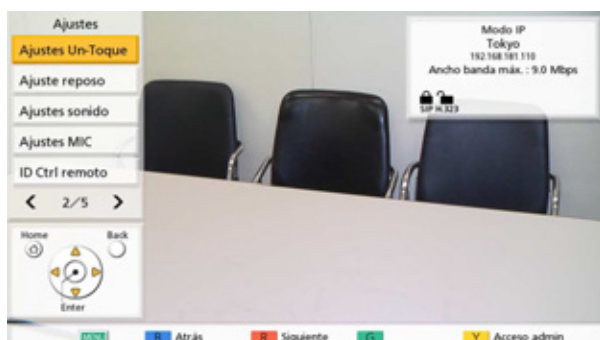 Ajustes
Ajustes Un-Toque
Ajuste reposo
Ajustes sonido
Ajustes MIC
ID Ctrl remoto
2/5
Home
Back
Enter
Modo IP
Tokyo
192.168.181.110
Ancho banda máx. : 9.0 Mbps
SIP H.323
MENU
B Atrás
R Siguiente
G
Y Acceso admin